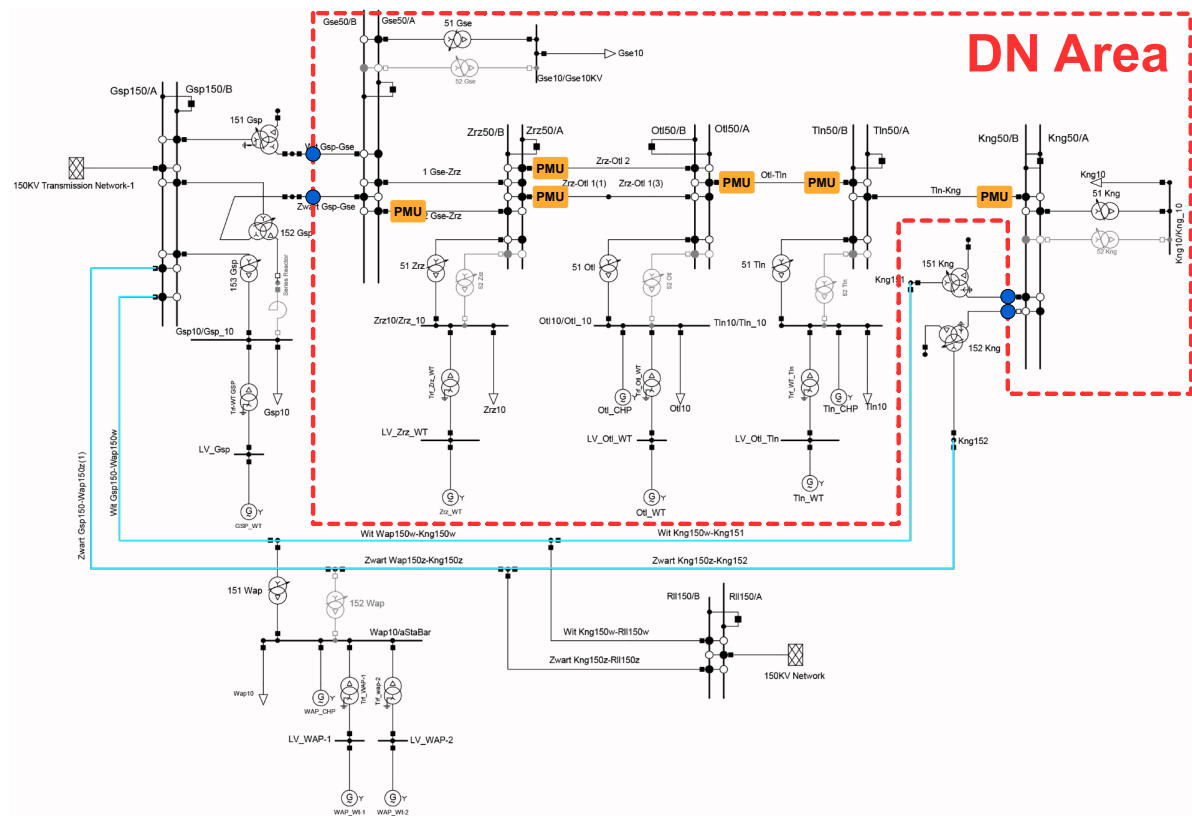 DN Area
Gse50/B
Gse50/A
51 Gse
52 Gse
Gse10
Gse10/Gse10KV
Gsp150/A
Gsp150/B
151 Gsp
Wit Gsp-Gse
150KV Transmission Network-1
Zwart Gsp-Gse
152 Gsp
153 Gsp
Series Reactor
Gsp10/Gsp_10
Trf-WT GSP
Gsp10
LV_Gsp
GSP_WT
1 Gse-Zrz
PMU
2 Gse-Zrz
Zrz50/B
Zrz50/A
PMU
Zrz-Otl 2
PMU
Zrz-Otl 1(1)
Zrz-Otl 1(3)
Otl50/B
Otl50/A
PMU
Otl-Tln
PMU
Tln50/B
Tln50/A
Tln-Kng
PMU
Kng50/B
Kng50/A
Kng10
51 Kng
52 Kng
Kng10/Kng_10
51 Zrz
52 Zrz
Zrz10/Zrz_10
Trf_Zrz_WT
Zrz10
LV_Zrz_WT
Zrz_WT
51 Otl
52 Otl
Otl10/Otl_10
Trf_Otl_WT
Otl_CHP
Otl10
LV_Otl_WT
Otl_WT
51 Tln
52 Tln
Tln10/Tln_10
Trf_WT_Tln
Tln_CHP
Tln10
LV_Otl_Tln
Tln_WT
Kng151
151 Kng
152 Kng
Kng152
Zwart Gsp150-Wap150z(1)
Wit Gsp150-Wap150w
Wit Wap150w-Kng150w
Wit Kng150w-Kng151
Zwart Wap150z-Kng150z
Zwart Kng150z-Kng152
151 Wap
152 Wap
Wap10/aStaBar
Wap10
WAP_CHP
Trf_WAP-1
Trf_wap-2
LV_WAP-1
LV_WAP-2
WAP_Wt-1
WAP_Wt-2
Rll150/B
Rll150/A
Wit Kng150w-Rll150w
Zwart Kng150z-Rll150z
150KV Network